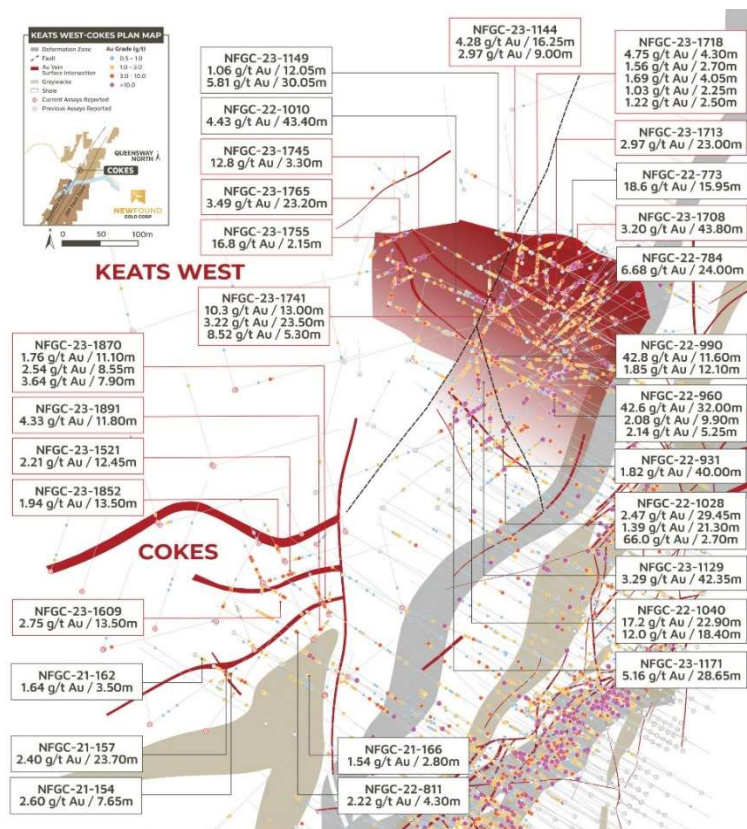 KEATS WEST-COKES PLAN MAP
Deformation Zone
Fault
Au Vein
Surface Intersection
Greywacke
Shale
Current Assays Reported
Previous Assays Reported
Au Grade (g/t)
0.5 - 1.0
1.0 - 3.0
3.0 - 10.0
>10.0
QUEENSWAY
NORTH
COKES
NEWFOUND
GOLD CORP
N
0 50 100m
NFGC-23-1149
1.06 g/t Au / 12.05m
5.81 g/t Au / 30.05m
NFGC-22-1010
4.43 g/t Au / 43.40m
NFGC-23-1745
12.8 g/t Au / 3.30m
NFGC-23-1765
3.49 g/t Au / 23.20m
NFGC-23-1755
16.8 g/t Au / 2.15m
NFGC-23-1144
4.28 g/t Au / 16.25m
2.97 g/t Au / 9.00m
NFGC-23-1718
4.75 g/t Au / 4.30m
1.56 g/t Au / 2.70m
1.69 g/t Au / 4.05m
1.03 g/t Au / 2.25m
1.22 g/t Au / 2.50m
NFGC-23-1713
2.97 g/t Au / 23.00m
NFGC-22-773
18.6 g/t Au / 15.95m
NFGC-23-1708
3.20 g/t Au / 43.80m
NFGC-22-784
6.68 g/t Au / 24.00m
KEATS WEST
NFGC-23-1741
10.3 g/t Au / 13.00m
3.22 g/t Au / 23.50m
8.52 g/t Au / 5.30m
NFGC-23-1870
1.76 g/t Au / 11.10m
2.54 g/t Au / 8.55m
3.64 g/t Au / 7.90m
NFGC-23-1891
4.33 g/t Au / 11.80m
NFGC-23-1521
2.21 g/t Au / 12.45m
NFGC-23-1852
1.94 g/t Au / 13.50m
NFGC-22-990
42.8 g/t Au / 11.60m
1.85 g/t Au / 12.10m
NFGC-22-960
42.6 g/t Au / 32.00m
2.08 g/t Au / 9.90m
2.14 g/t Au / 5.25m
NFGC-22-931
1.82 g/t Au / 40.00m
NFGC-22-1028
2.47 g/t Au / 29.45m
1.39 g/t Au / 21.30m
66.0 g/t Au / 2.70m
NFGC-23-1129
3.29 g/t Au / 42.35m
NFGC-22-1040
17.2 g/t Au / 22.90m
12.0 g/t Au / 18.40m
NFGC-23-1171
5.16 g/t Au / 28.65m
COKES
NFGC-23-1609
2.75 g/t Au / 13.50m
NFGC-21-162
1.64 g/t Au / 3.50m
NFGC-21-157
2.40 g/t Au / 23.70m
NFGC-21-154
2.60 g/t Au / 7.65m
NFGC-21-166
1.54 g/t Au / 2.80m
NFGC-22-811
2.22 g/t Au / 4.30m